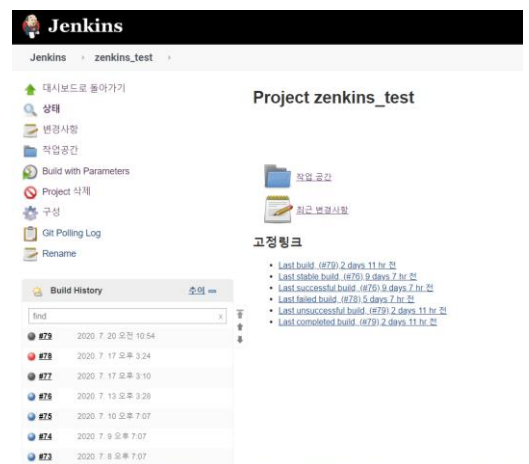 Jenkins
Jenkins › zenkins_test ›
대시보드로 돌아가기
상태
변경사항
작업공간
Build with Parameters
Project 삭제
구성
Git Polling Log
Rename
Build History 추이
find x
#79 2020. 7. 20 오전 10:54
#78 2020. 7. 17 오후 3:24
#77 2020. 7. 17 오후 3:10
#76 2020. 7. 13 오후 3:28
#75 2020. 7. 10 오후 7:07
#74 2020. 7. 9 오후 7:07
#73 2020. 7. 8 오후 7:07
Project zenkins_test
작업 공간
최근 변경사항
고정링크
Last build, (#79),2 days 11 hr 전
Last stable build, (#76),9 days 7 hr 전
Last successful build, (#76),9 days 7 hr 전
Last failed build, (#78),5 days 7 hr 전
Last unsuccessful build, (#79),2 days 11 hr 전
Last completed build, (#79),2 days 11 hr 전